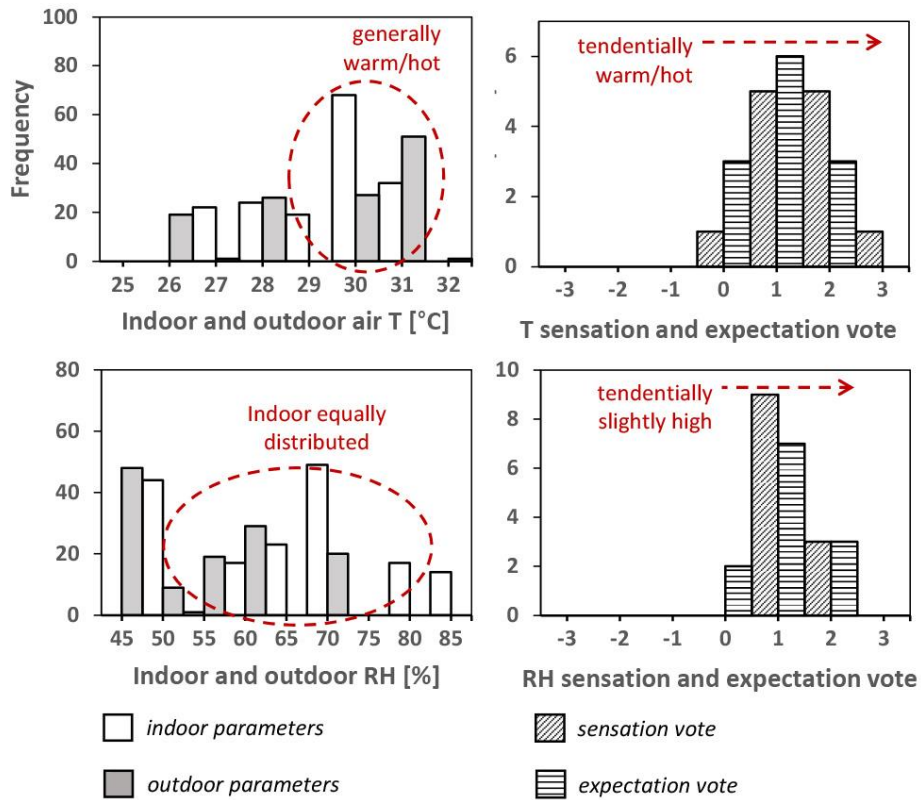 100
80
60
40
20
0
Frequency
generally
warm/hot
25 26 27 28 29 30 31 32
Indoor and outdoor air T [°C]
6
4
2
0
tendentially
warm/hot
-3 -2 -1 0 1 2 3
T sensation and expectation vote
80
60
40
20
0
Indoor equally
distributed
45 50 55 60 65 70 75 80 85
Indoor and outdoor RH [%]
10
8
6
4
2
0
tendentially
slightly high
-3 -2 -1 0 1 2 3
RH sensation and expectation vote
indoor parameters
outdoor parameters
sensation vote
expectation vote